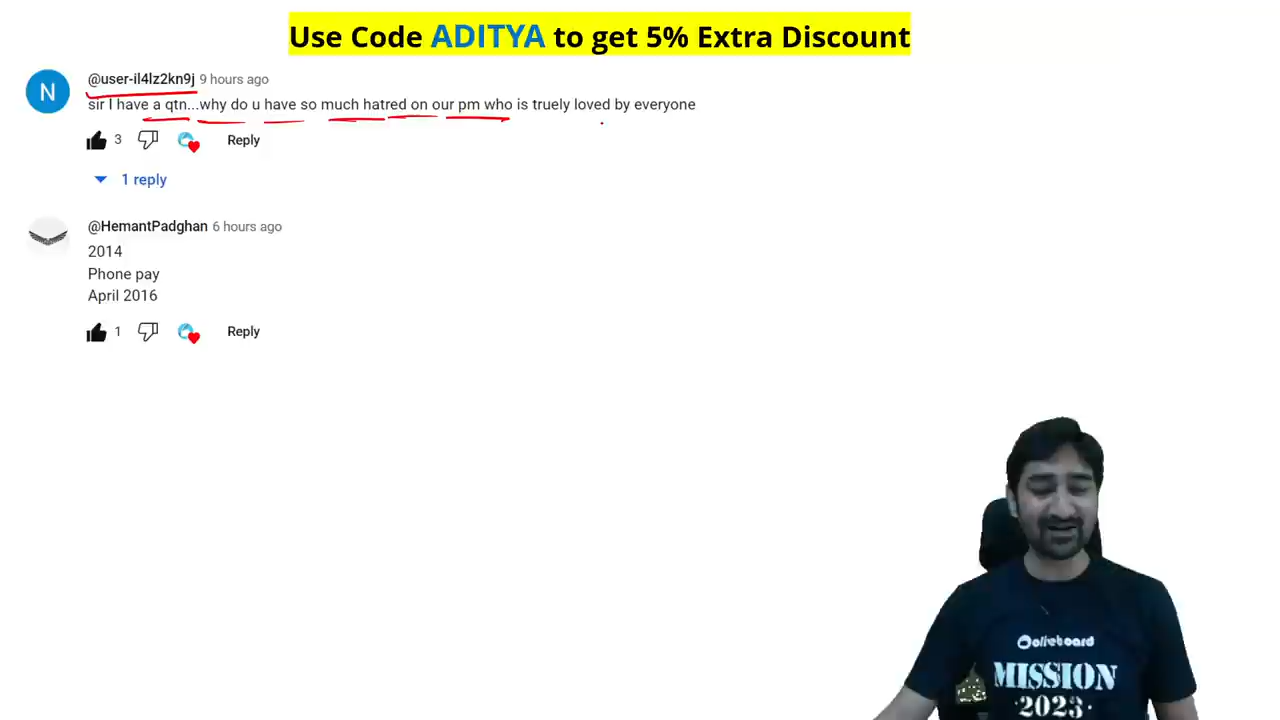 Use Code ADITYA to get 5% Extra Discount
N
@user-il4lz2kn9j 9 hours ago
sir I have a qtn...why do u have so much hatred on our pm who is truely loved by everyone
3
Reply
1 reply
@HemantPadghan 6 hours ago
2014
Phone pay
April 2016
1
Reply
oliveboard
MISSION
2023